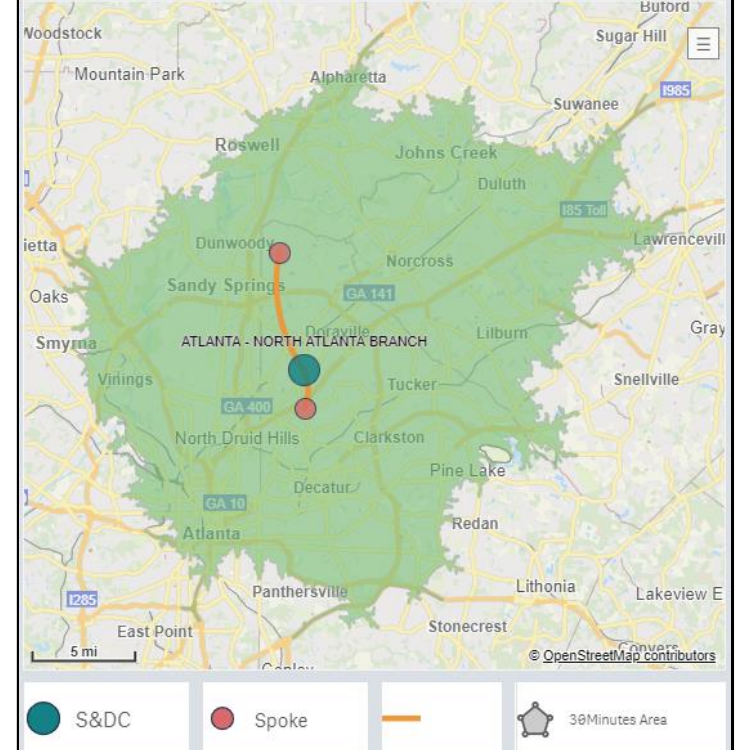 Buford
Woodstock
Sugar Hill
Mountain Park
Alpharetta
I985
Suwanee
Roswell
Johns Creek
Duluth
I85 Toll
ietta
Dunwoody
Lawrencevill
Norcross
Sandy Springs
GA 141
Oaks
Doraville
Lilburn
Gray
Smyrna
ATLANTA - NORTH ATLANTA BRANCH
Vinings
Tucker
Snellville
GA 400
North Druid Hills
Clarkston
Pine Lake
Decatur
GA 10
Redan
Atlanta
Panthersville
Lithonia
I285
Lakeview E
East Point
Stonecrest
Conyers
5 mi
Conley
© OpenStreetMap contributors
S&DC
Spoke
30Minutes Area